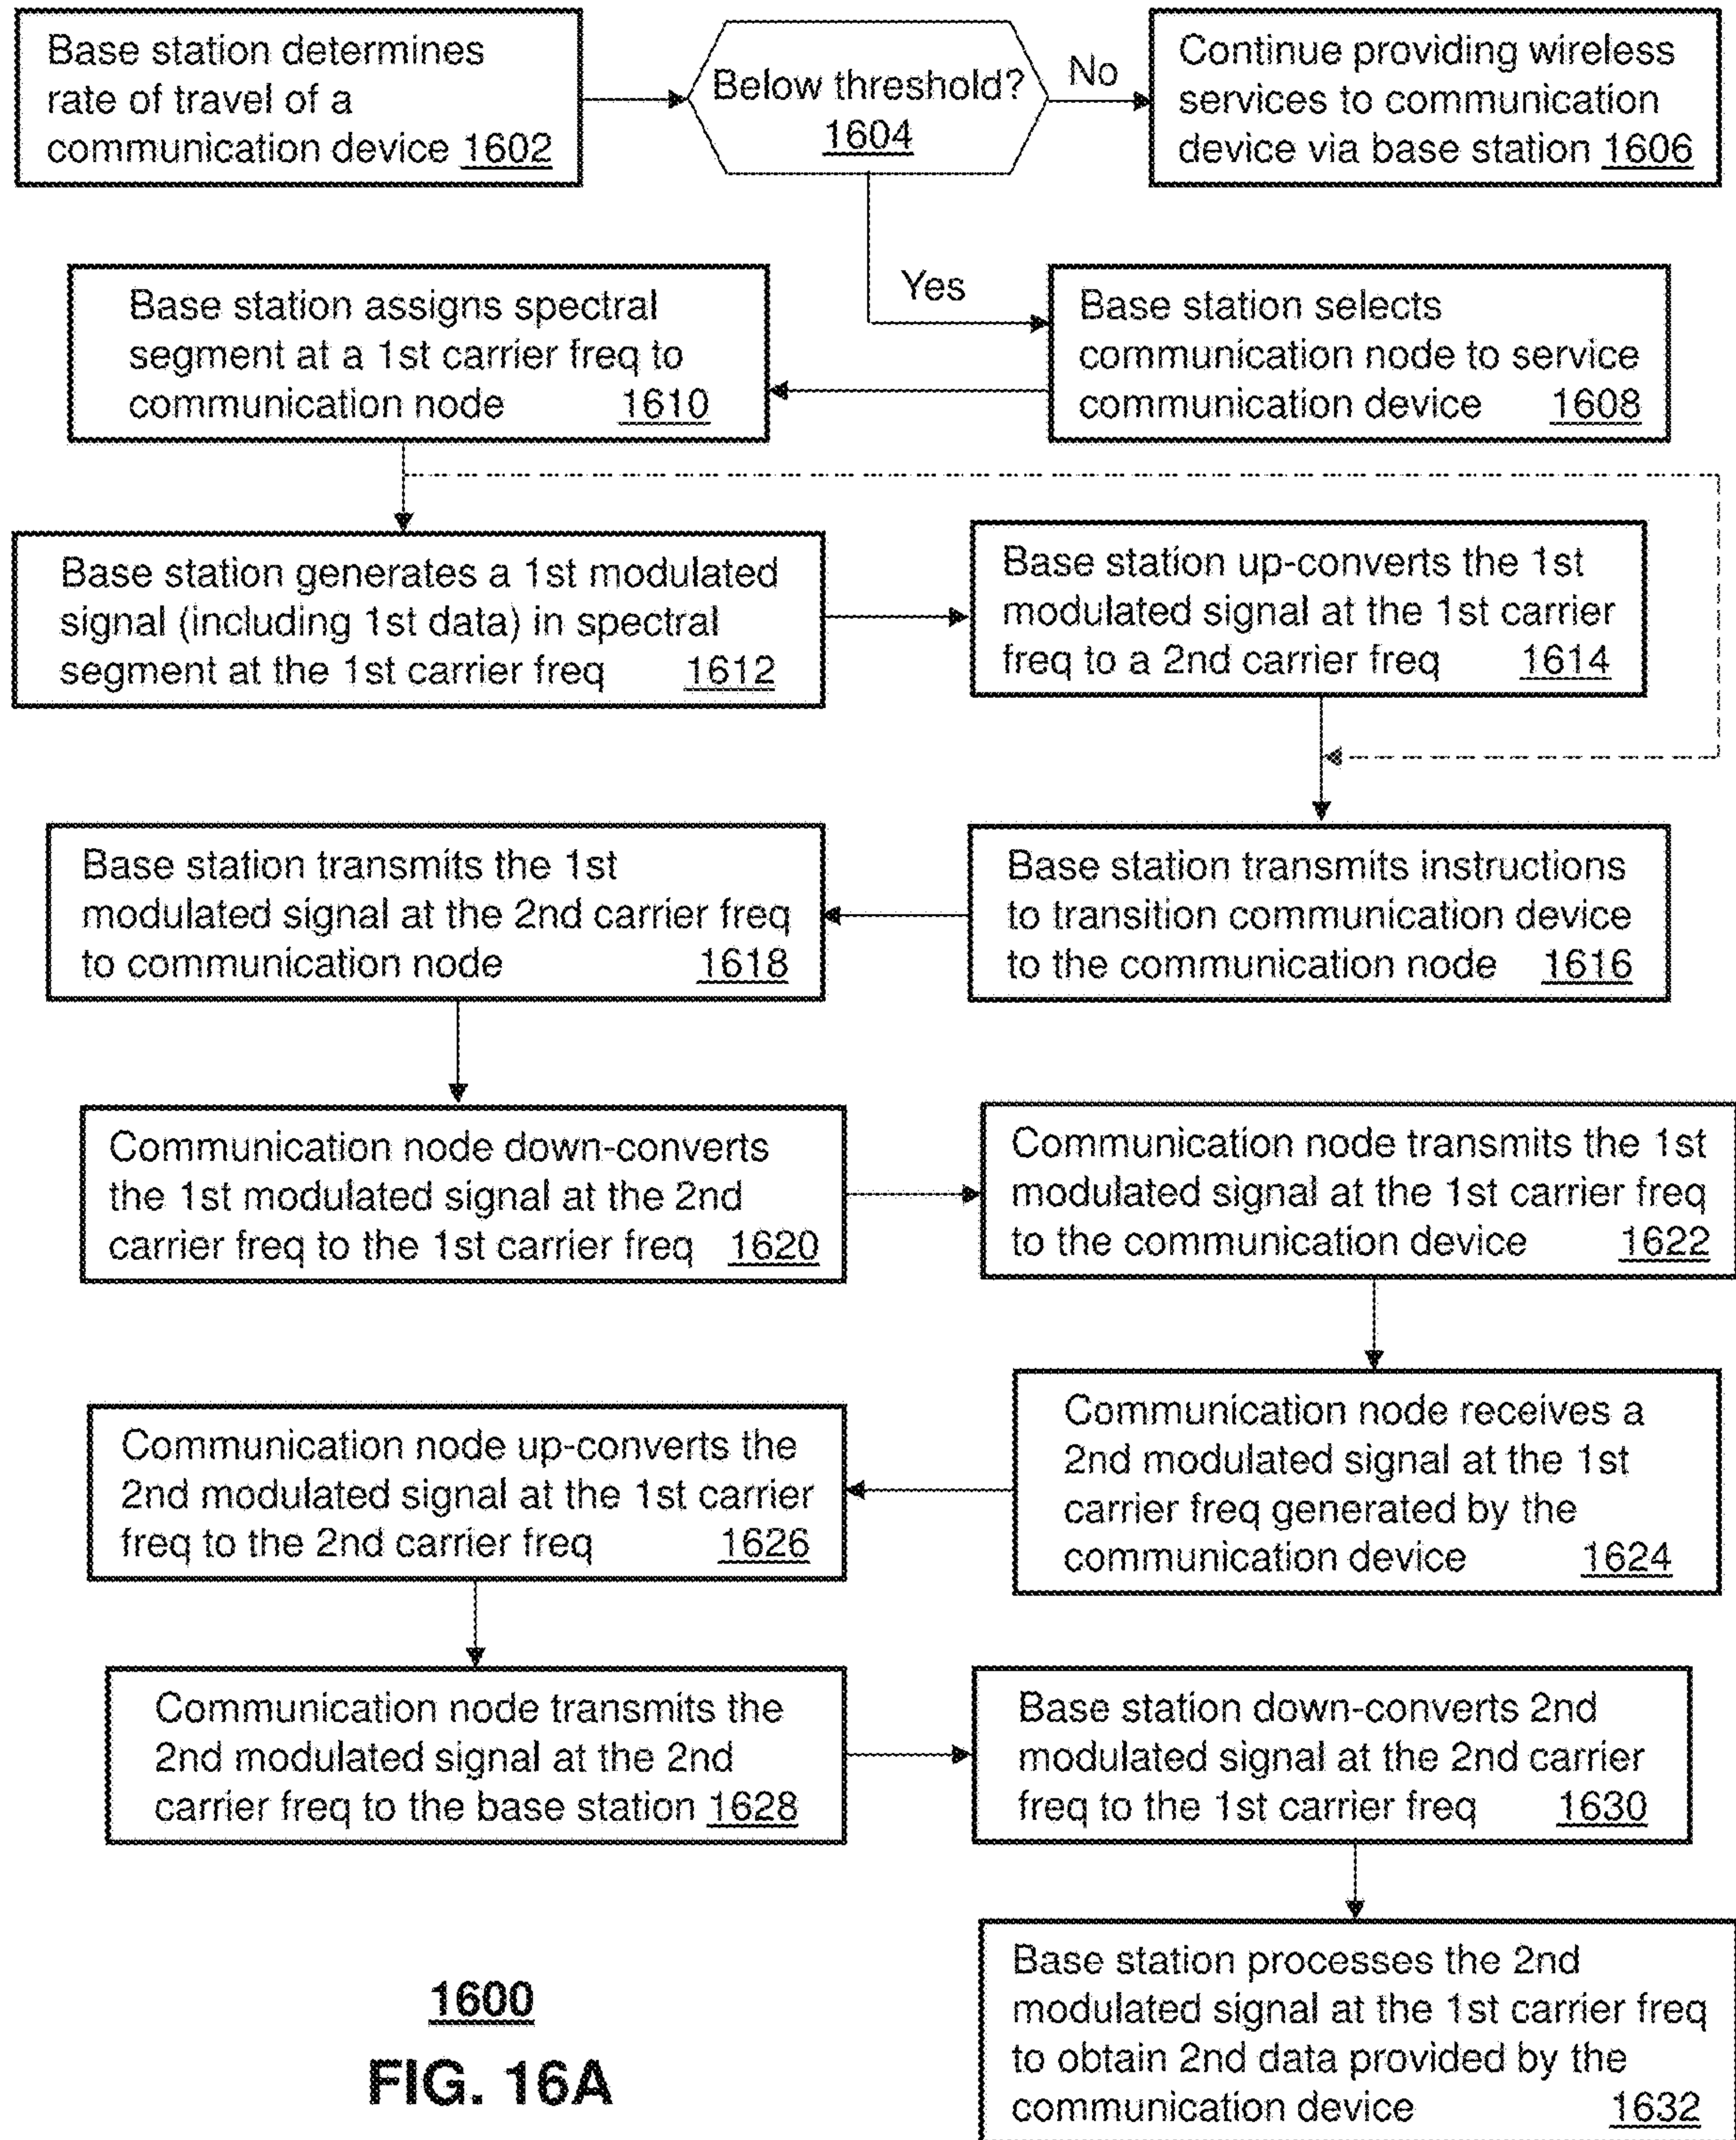 Base station determines
rate of travel of a
communication device 1602
Below threshold?
1604
No
Continue providing wireless
services to communication
device via base station 1606
Yes
Base station selects
communication node to service
communication device 1608
Base station assigns spectral
segment at a 1st carrier freq to
communication node 1610
Base station generates a 1st modulated
signal (including 1st data) in spectral
segment at the 1st carrier freq 1612
Base station up-converts the 1st
modulated signal at the 1st carrier
freq to a 2nd carrier freq 1614
Base station transmits instructions
to transition communication device
to the communication node 1616
Base station transmits the 1st
modulated signal at the 2nd carrier freq
to communication node 1618
Communication node down-converts
the 1st modulated signal at the 2nd
carrier freq to the 1st carrier freq 1620
Communication node transmits the 1st
modulated signal at the 1st carrier freq
to the communication device 1622
Communication node receives a
2nd modulated signal at the 1st
carrier freq generated by the
communication device 1624
Communication node up-converts the
2nd modulated signal at the 1st carrier
freq to the 2nd carrier freq 1626
Communication node transmits the
2nd modulated signal at the 2nd
carrier freq to the base station 1628
Base station down-converts 2nd
modulated signal at the 2nd carrier
freq to the 1st carrier freq 1630
Base station processes the 2nd
modulated signal at the 1st carrier freq
to obtain 2nd data provided by the
communication device 1632
1600
FIG. 16A